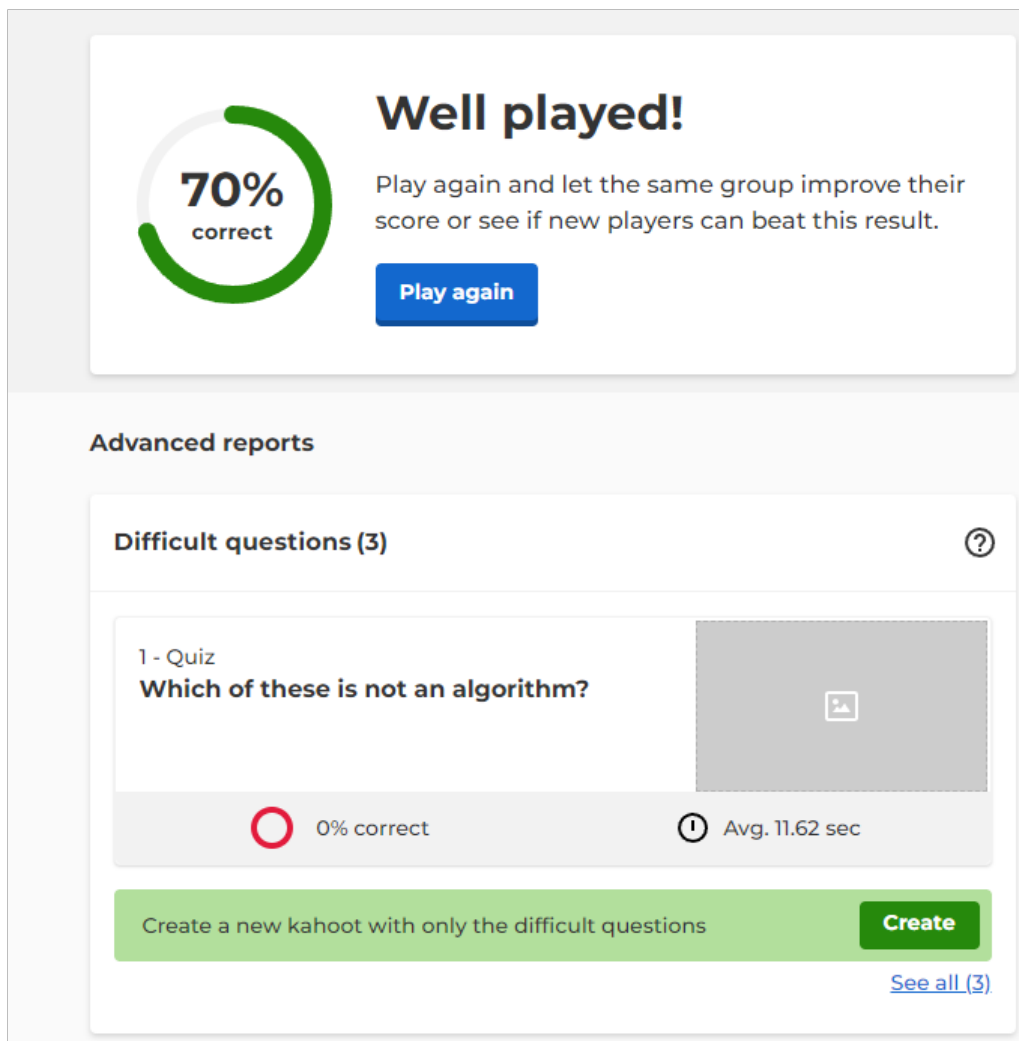 70%
correct
Well played!
Play again and let the same group improve their
score or see if new players can beat this result.
Play again
Advanced reports
Difficult questions (3)
?
1 - Quiz
Which of these is not an algorithm?
0% correct
Avg. 11.62 sec
Create a new kahoot with only the difficult questions
Create
See all (3)